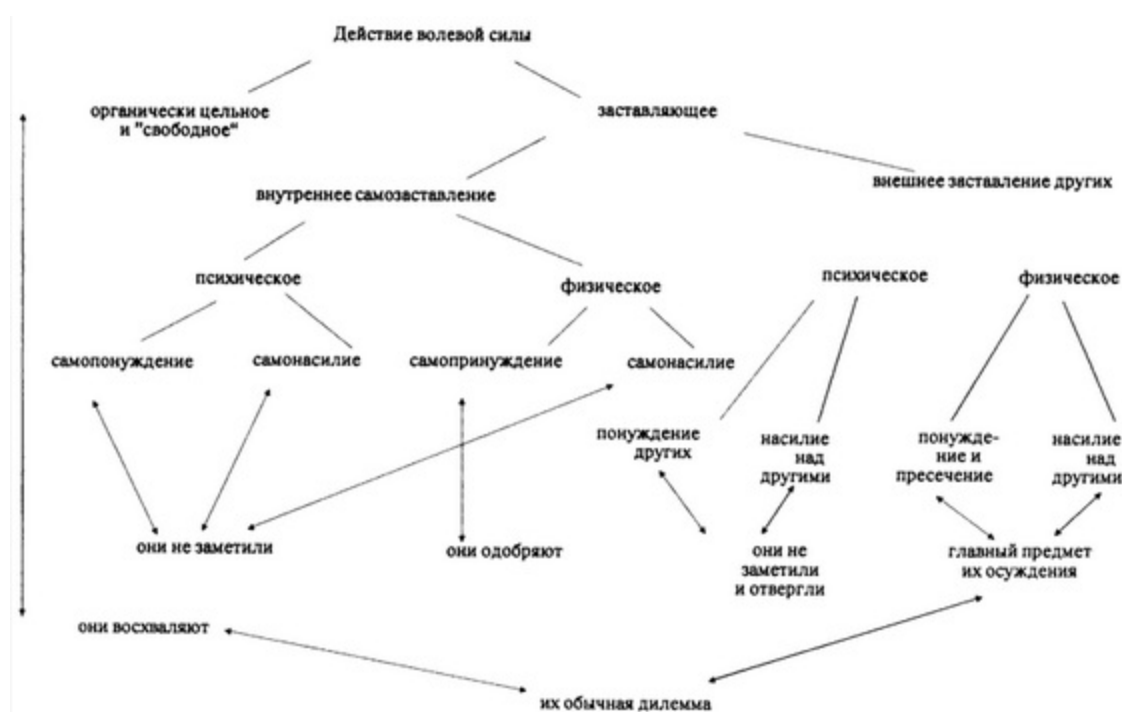 Действие волевой силы
органически цельное
и "свободное“
заставляющее
внутреннее самозаставление
внешнее заставление других
психическое
физическое
психическое
физическое
самопонуждение
самонасилие
самопринуждение
самонасилие
понуждение
других
насилие
над
другими
понужде-
ние и
пресечение
насилие
над
другими
они не заметили
они одобряют
они не
заметили
и отвергли
главный предмет
их осуждения
они восхваляют
их обычная дилемма